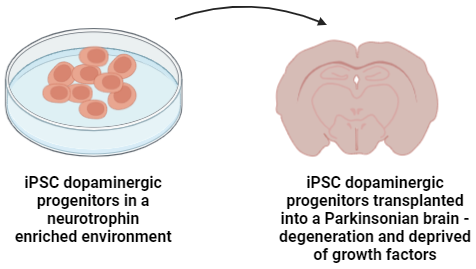 iPSC dopaminergic
progenitors in a
neurotrophin
enriched environment
iPSC dopaminergic
progenitors transplanted
into a Parkinsonian brain -
degeneration and deprived
of growth factors